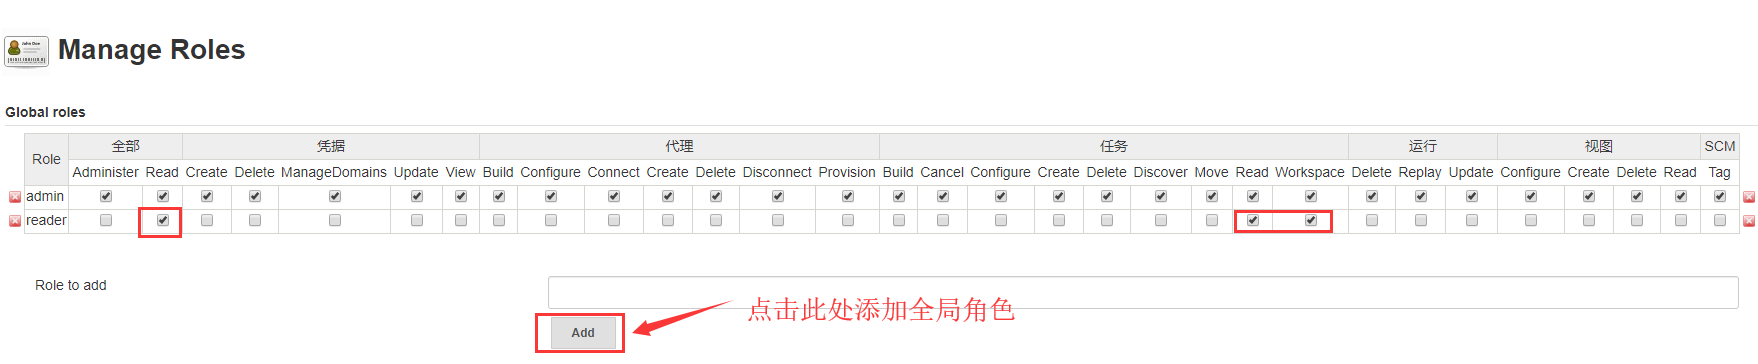 Manage Roles
Global roles
Role 全部 凭据 代理 任务 运行 视图 SCM
Administer Read Create Delete ManageDomains Update View Build Configure Connect Create Delete Disconnect Provision Build Cancel Configure Create Delete Discover Move Read Workspace Delete Replay Update Configure Create Delete Read Tag
admin
reader
Role to add
点击此处添加全局角色
Add